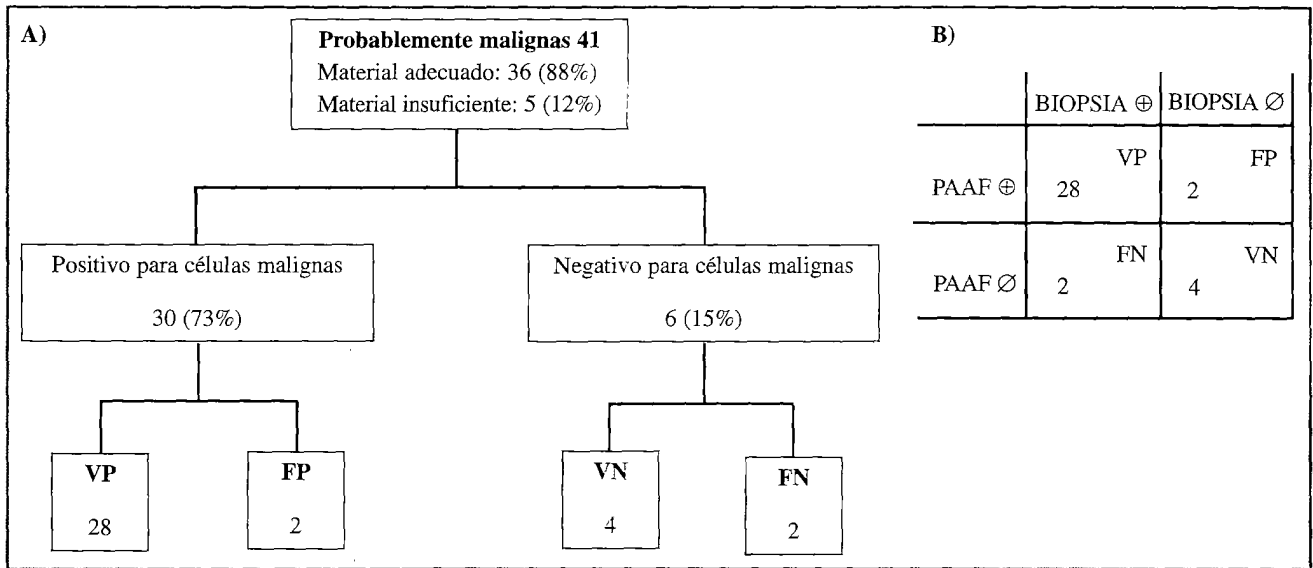 A)
Probablemente malignas 41
Material adecuado: 36 (88%)
Material insuficiente: 5 (12%)
Positivo para células malignas
30 (73%)
Negativo para células malignas
6 (15%)
VP
28
FP
2
VN
4
FN
2
B)
BIOPSIA ⊕ BIOPSIA ∅
VP FP
PAAF ⊕ 28 2
FN VN
PAAF ∅ 2 4